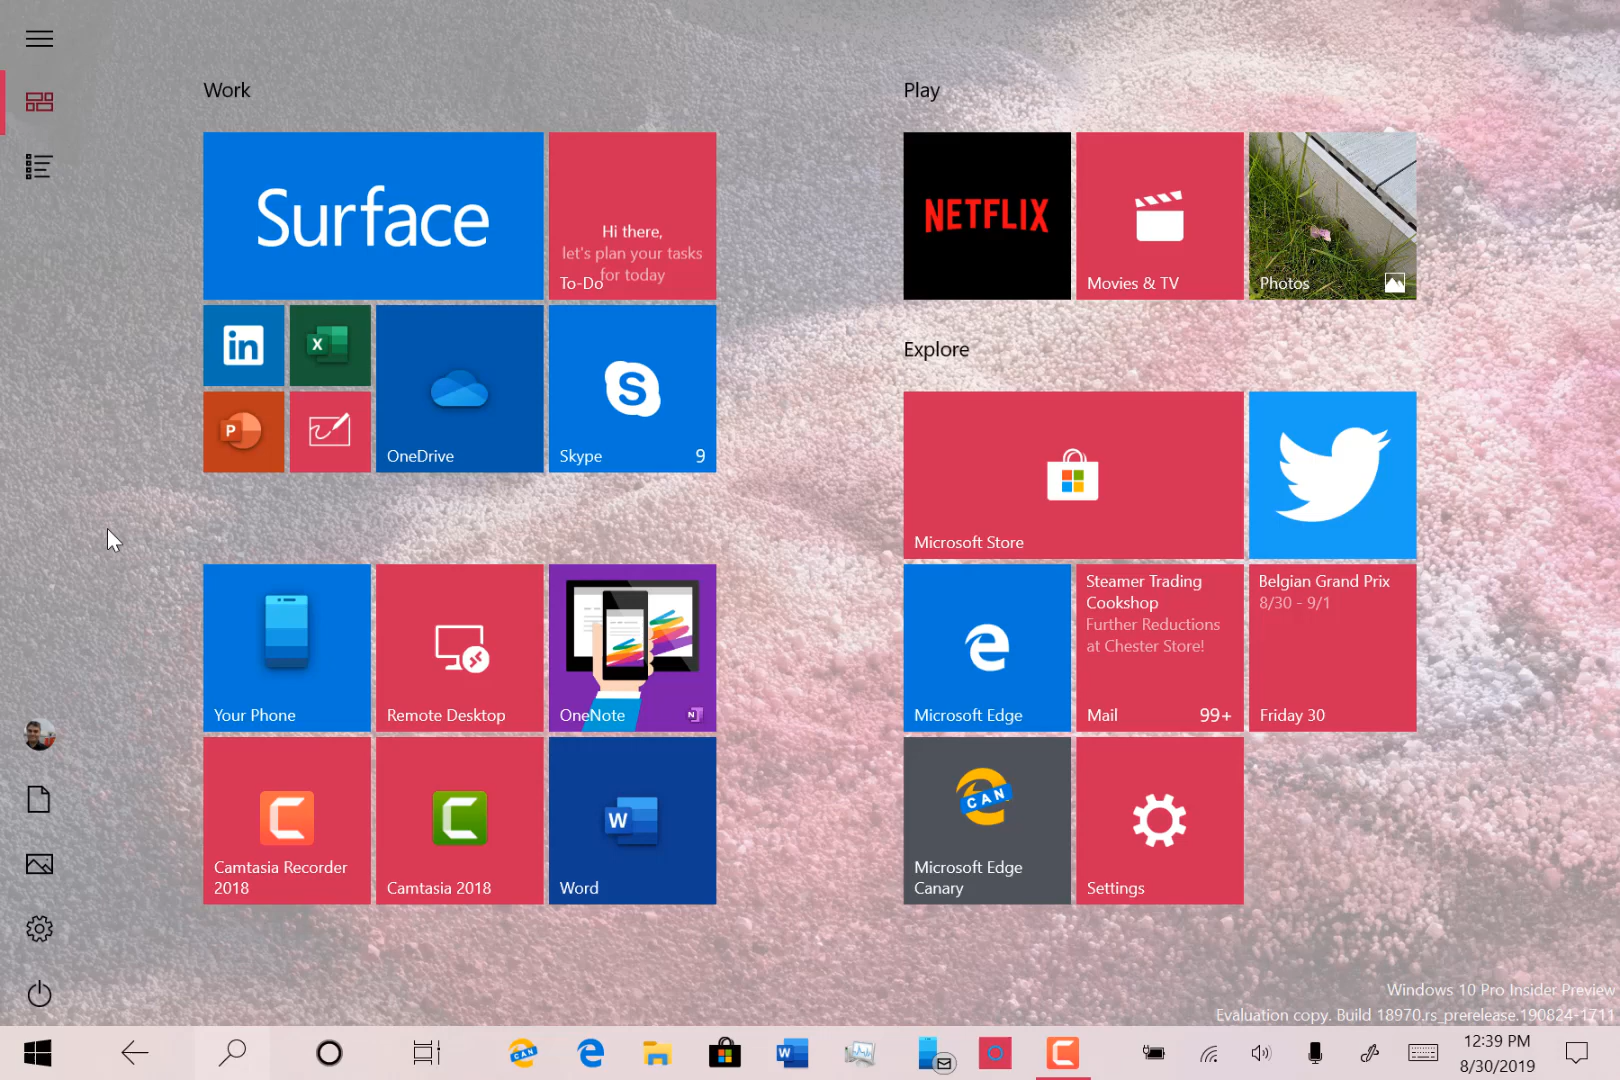 Work
Surface
Hi there,
let's plan your tasks
for today
To-Do
in
X
P
OneDrive
S
Skype 9
Your Phone
Remote Desktop
OneNote
N
Camtasia Recorder
2018
Camtasia 2018
W
Word
Play
NETFLIX
Movies & TV
Photos
Explore
Microsoft Store
Microsoft Edge
Steamer Trading
Cookshop
Further Reductions
at Chester Store!
Mail 99+
Belgian Grand Prix
8/30 - 9/1
Friday 30
CAN
Microsoft Edge
Canary
Settings
Windows 10 Pro Insider Preview
Evaluation copy. Build 18970.rs_prerelease.190824-1711
CAN
W
12:39 PM
8/30/2019